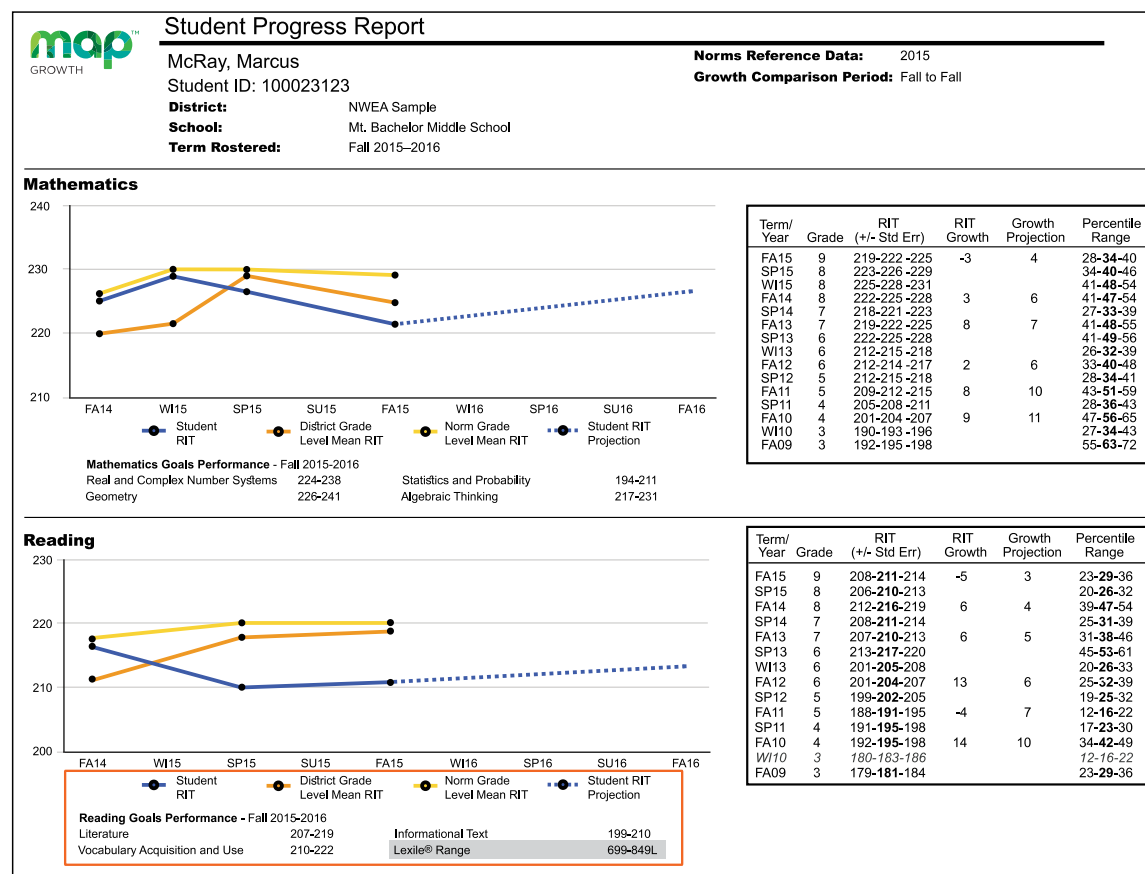 Student Progress Report
map™
GROWTH
McRay, Marcus
Student ID: 100023123
Norms Reference Data: 2015
Growth Comparison Period: Fall to Fall
District: NWEA Sample
School: Mt. Bachelor Middle School
Term Rostered: Fall 2015–2016
Mathematics
240
230
220
210
FA14 WI15 SP15 SU15 FA15 WI16 SP16 SU16 FA16
Student RIT
District Grade Level Mean RIT
Norm Grade Level Mean RIT
Student RIT Projection
Mathematics Goals Performance - Fall 2015-2016
Real and Complex Number Systems 224-238 Statistics and Probability 194-211
Geometry 226-241 Algebraic Thinking 217-231
Term/ RIT RIT Growth Percentile
Year Grade (+/- Std Err) Growth Projection Range
FA15 9 219-222 -225 -3 4 28-34-40
SP15 8 223-226 -229 34-40-46
WI15 8 225-228 -231 41-48-54
FA14 8 222-225 -228 3 6 41-47-54
SP14 7 218-221 -223 27-33-39
FA13 7 219-222 -225 8 7 41-48-55
SP13 6 222-225 -228 41-49-56
WI13 6 212-215 -218 26-32-39
FA12 6 212-214 -217 2 6 33-40-48
SP12 5 212-215 -218 28-34-41
FA11 5 209-212 -215 8 10 43-51-59
SP11 4 205-208 -211 28-36-43
FA10 4 201-204 -207 9 11 47-56-65
WI10 3 190-193 -196 27-34-43
FA09 3 192-195 -198 55-63-72
Reading
230
220
210
200
FA14 WI15 SP15 SU15 FA15 WI16 SP16 SU16 FA16
Student RIT
District Grade Level Mean RIT
Norm Grade Level Mean RIT
Student RIT Projection
Reading Goals Performance - Fall 2015-2016
Literature 207-219 Informational Text 199-210
Vocabulary Acquisition and Use 210-222 Lexile® Range 699-849L
Term/ RIT RIT Growth Percentile
Year Grade (+/- Std Err) Growth Projection Range
FA15 9 208-211-214 -5 3 23-29-36
SP15 8 206-210-213 20-26-32
FA14 8 212-216-219 6 4 39-47-54
SP14 7 208-211-214 25-31-39
FA13 7 207-210-213 6 5 31-38-46
SP13 6 213-217-220 45-53-61
WI13 6 201-205-208 20-26-33
FA12 6 201-204-207 13 6 25-32-39
SP12 5 199-202-205 19-25-32
FA11 5 188-191-195 -4 7 12-16-22
SP11 4 191-195-198 17-23-30
FA10 4 192-195-198 14 10 34-42-49
WI10 3 180-183-186 12-16-22
FA09 3 179-181-184 23-29-36